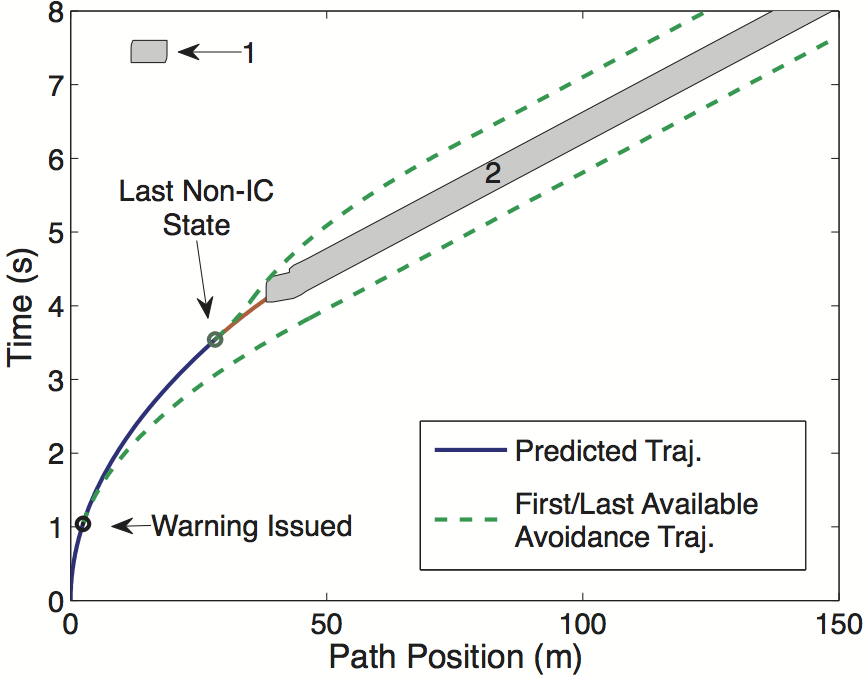 8
7
6
5
4
3
2
1
0
Time (s)
1
Last Non-IC
State
2
Warning Issued
Predicted Traj.
First/Last Available
Avoidance Traj.
0
50
100
150
Path Position (m)